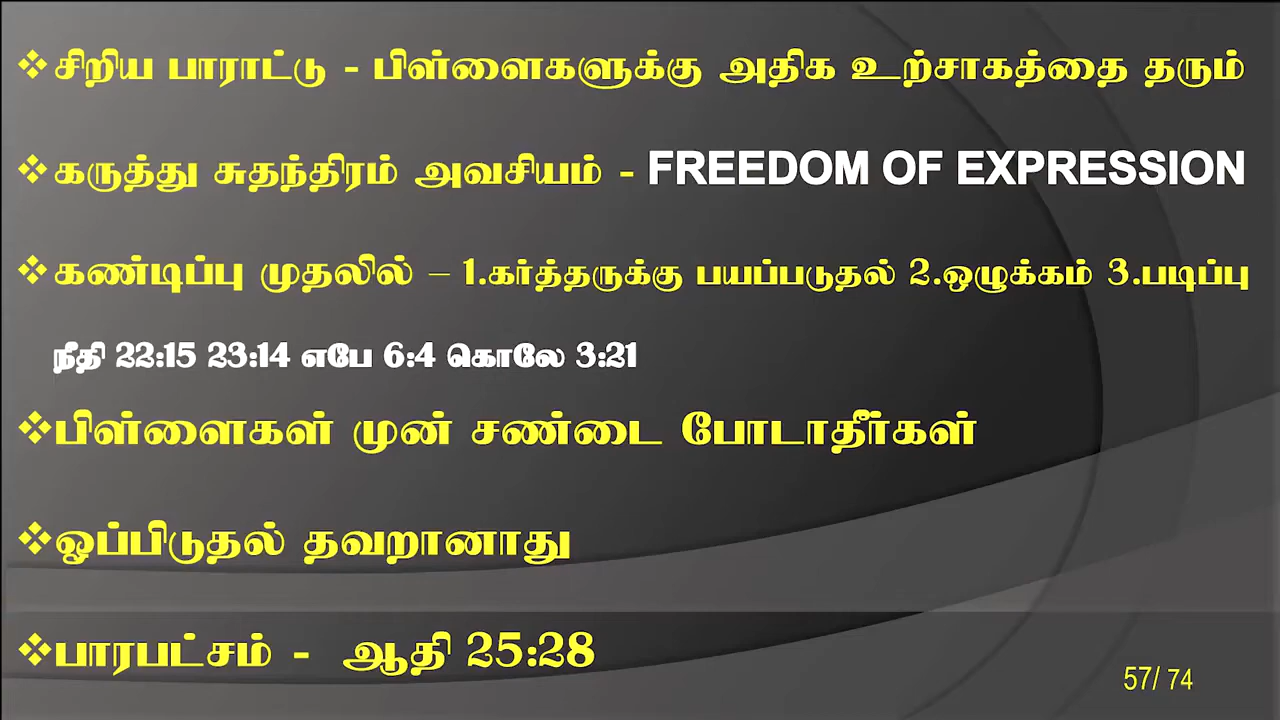 ❖சிறிய பாராட்டு - பிள்ளைகளுக்கு அதிக உற்சாகத்தை தரும்
❖கருத்து சுதந்திரம் அவசியம் - FREEDOM OF EXPRESSION
❖கண்டிப்பு முதலில் – 1.கர்த்தருக்கு பயப்படுதல் 2.ஒழுக்கம் 3.படிப்பு
நீதி 22:15 23:14 எபே 6:4 கொலே 3:21
❖பிள்ளைகள் முன் சண்டை போடாதீர்கள்
❖ஓப்பிடுதல் தவறானாது
❖பாரபட்சம் - ஆதி 25:28
57/ 74